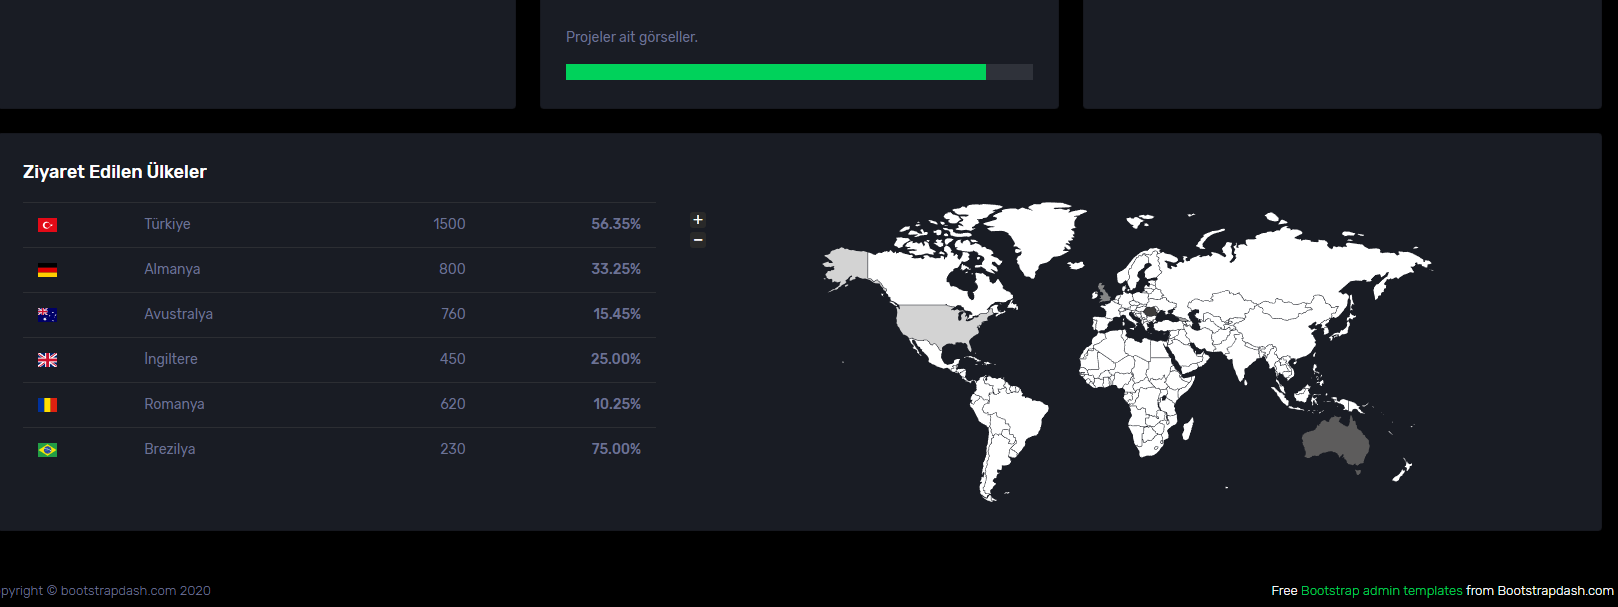 Projeler ait görseller.
Ziyaret Edilen Ülkeler
Türkiye 1500 56.35%
Almanya 800 33.25%
Avustralya 760 15.45%
İngiltere 450 25.00%
Romanya 620 10.25%
Brezilya 230 75.00%
+
−
opyright © bootstrapdash.com 2020
Free Bootstrap admin templates from Bootstrapdash.com